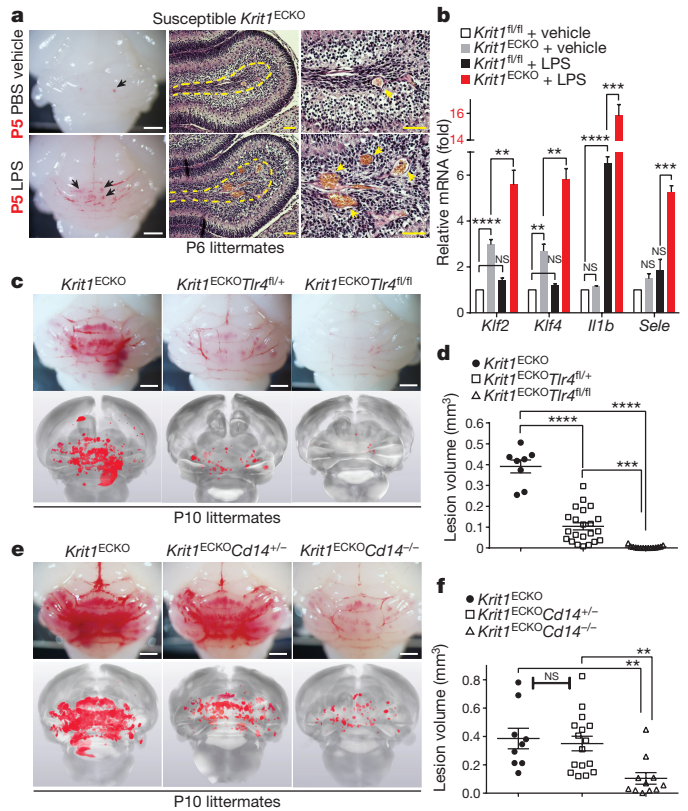 a
Susceptible Krit1ECKO
P5 PBS vehicle
P5 LPS
P6 littermates
b
Krit1fl/fl + vehicle
Krit1ECKO + vehicle
Krit1fl/fl + LPS
Krit1ECKO + LPS
Relative mRNA (fold)
16
14
6
4
2
0
****
NS
**
**
NS
**
NS
****
***
NS
NS
***
Klf2 Klf4 Il1b Sele
c
Krit1ECKO Krit1ECKOTlr4fl/+ Krit1ECKOTlr4fl/fl
P10 littermates
d
Krit1ECKO
Krit1ECKOTlr4fl/+
Krit1ECKOTlr4fl/fl
Lesion volume (mm3)
0.6
0.5
0.4
0.3
0.2
0.1
0
****
****
***
e
Krit1ECKO Krit1ECKOCd14+/– Krit1ECKOCd14–/–
P10 littermates
f
Krit1ECKO
Krit1ECKOCd14+/–
Krit1ECKOCd14–/–
Lesion volume (mm3)
1.0
0.8
0.6
0.4
0.2
0.0
NS
**
**